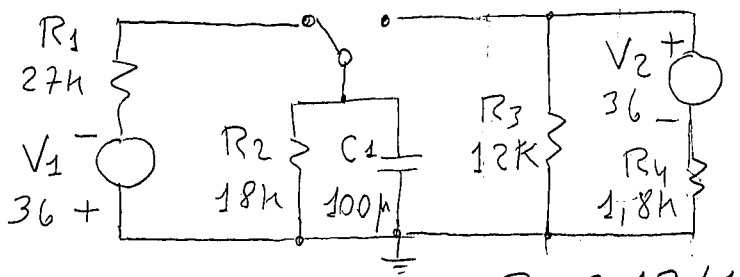 R1
27K
V1 -
36 +
R2
18K
C1
100μ
R3
12K
V2 +
36 -
R4
1,8K